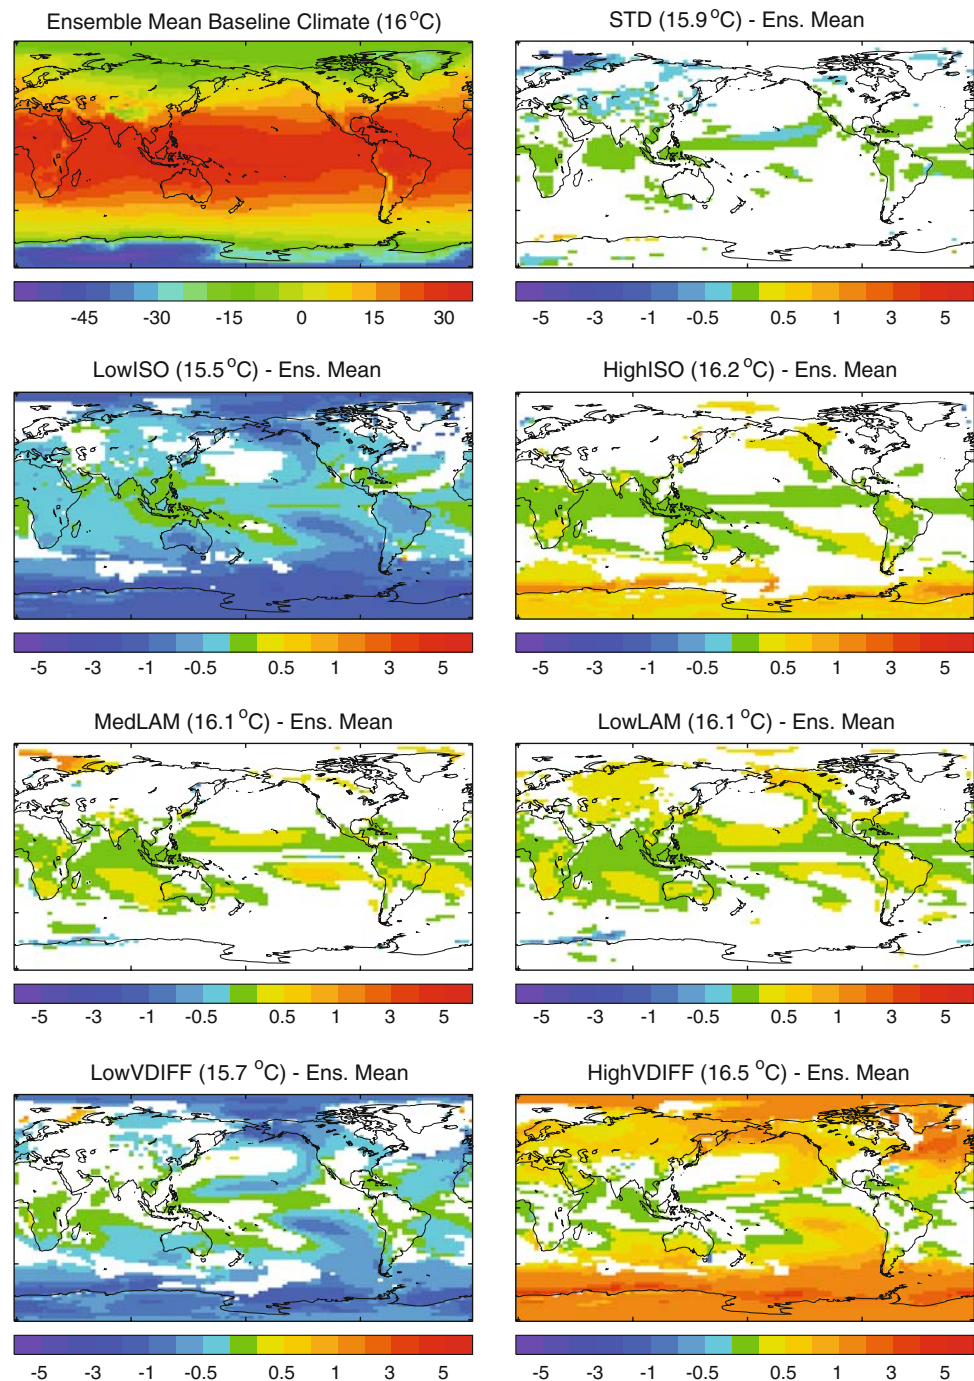 Ensemble Mean Baseline Climate (16 °C)
STD (15.9 °C) - Ens. Mean
-45 -30 -15 0 15 30
-5 -3 -1 -0.5 0.5 1 3 5
LowISO (15.5 °C) - Ens. Mean
HighISO (16.2 °C) - Ens. Mean
-5 -3 -1 -0.5 0.5 1 3 5
-5 -3 -1 -0.5 0.5 1 3 5
MedLAM (16.1 °C) - Ens. Mean
LowLAM (16.1 °C) - Ens. Mean
-5 -3 -1 -0.5 0.5 1 3 5
-5 -3 -1 -0.5 0.5 1 3 5
LowVDIFF (15.7 °C) - Ens. Mean
HighVDIFF (16.5 °C) - Ens. Mean
-5 -3 -1 -0.5 0.5 1 3 5
-5 -3 -1 -0.5 0.5 1 3 5